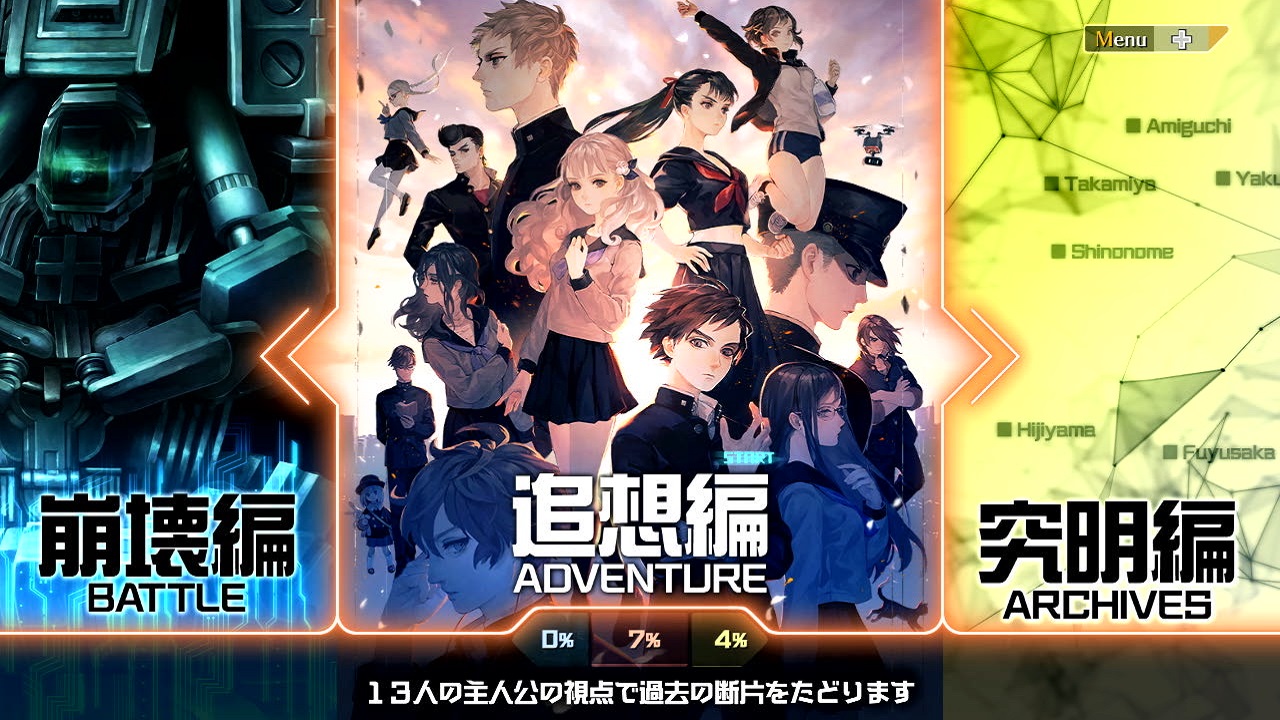 Menu
Amiguchi
Takamiya
Yaku
Shinonome
Hijiyama
Fuyusaka
START
崩壊編
BATTLE
追想編
ADVENTURE
究明編
ARCHIVES
0%
7%
4%
13人の主人公の視点で過去の断片をたどります